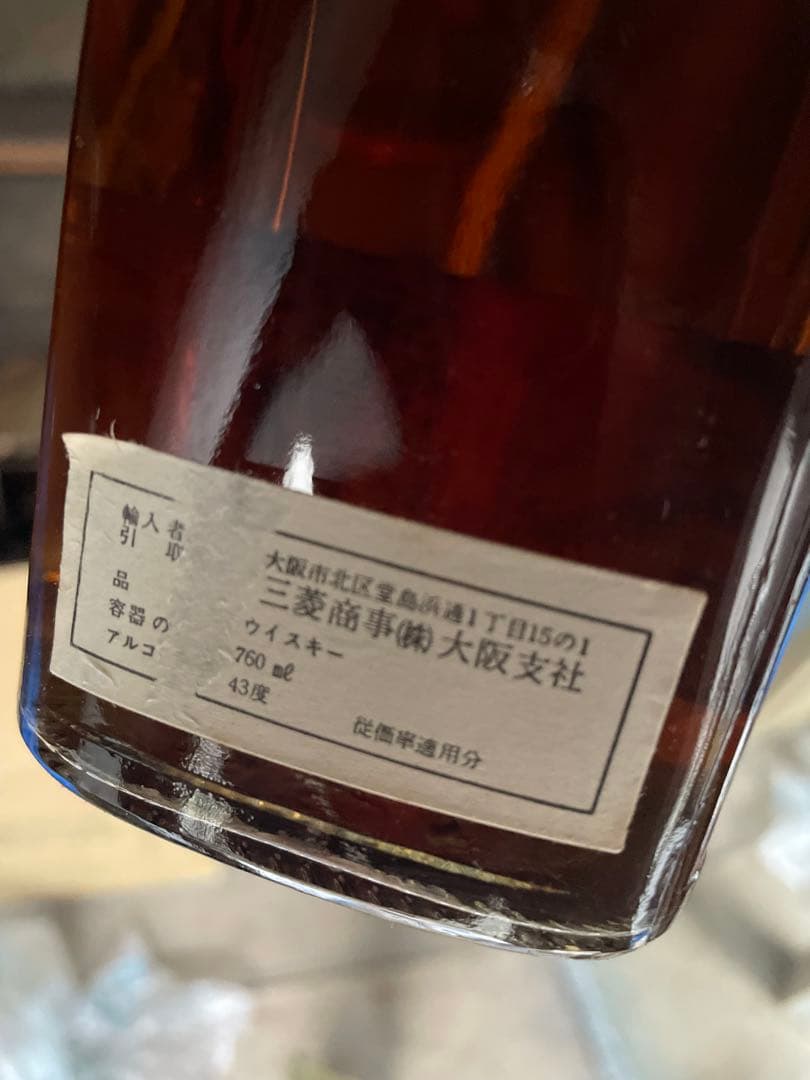 輸入者
引取
大阪市北区堂島浜通1丁目15の1
三菱商事㈱大阪支社
品 ウイスキー
容器の 760 ㎖
アルコ 43度
従価率適用分